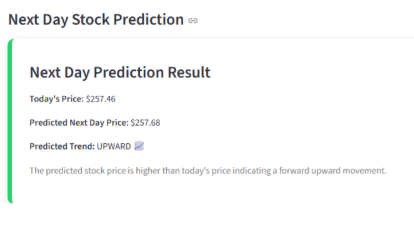 Next Day Stock Prediction
Next Day Prediction Result
Today's Price: $257.46
Predicted Next Day Price: $257.68
Predicted Trend: UPWARD
The predicted stock price is higher than today's price indicating a forward upward movement.